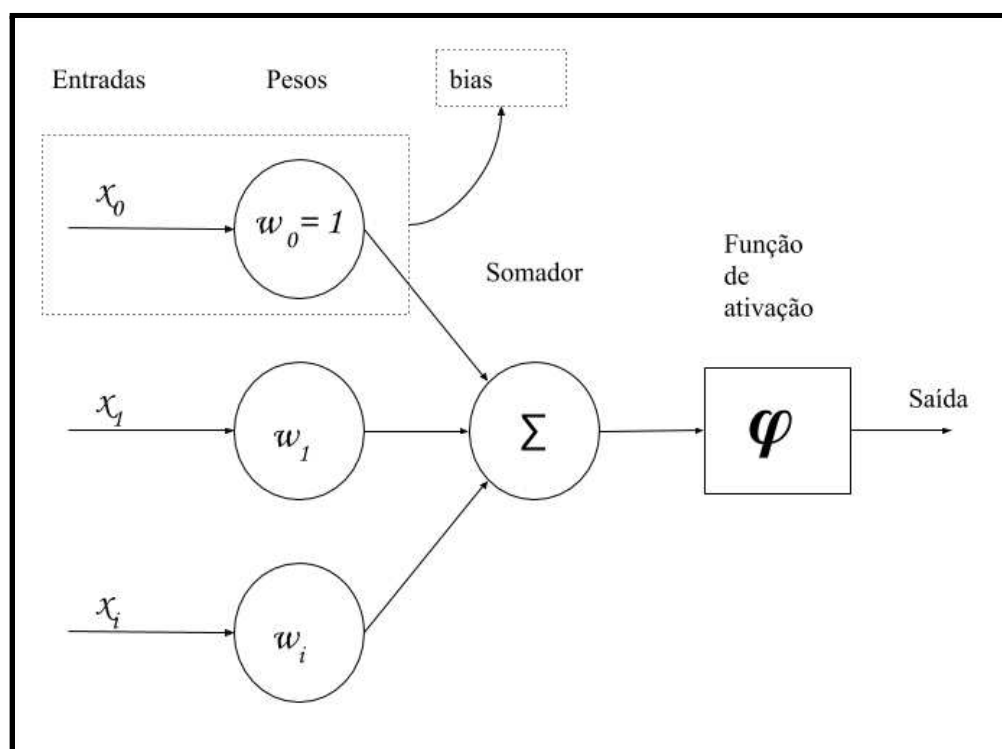 Entradas
Pesos
bias
x₀
w₀ = 1
Somador
Função
de
ativação
x₁
w₁
Σ
φ
Saída
xᵢ
wᵢ